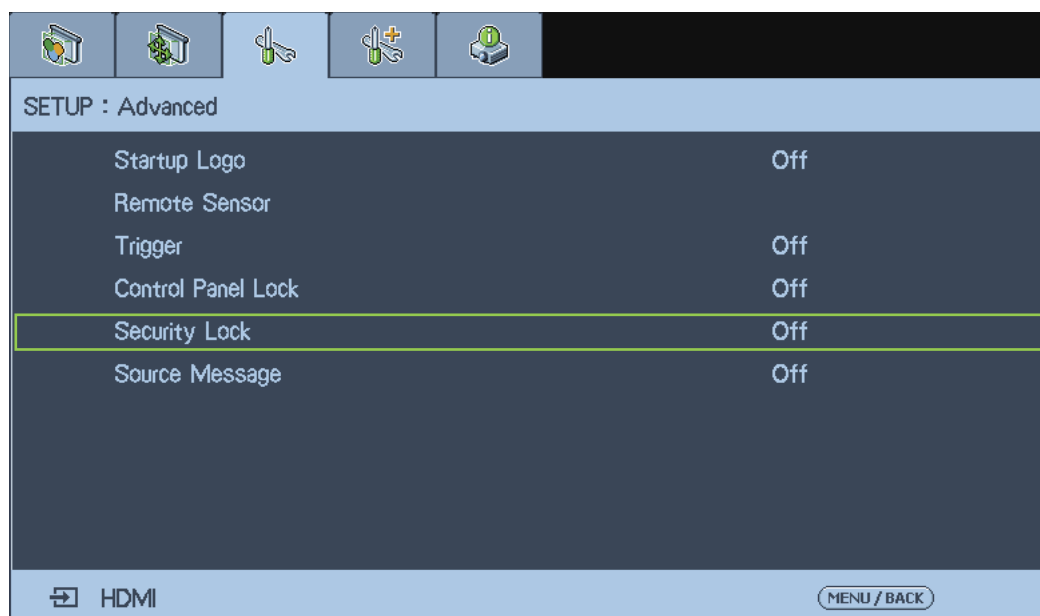 SETUP : Advanced
Startup Logo Off
Remote Sensor
Trigger Off
Control Panel Lock Off
Security Lock Off
Source Message Off
HDMI MENU / BACK